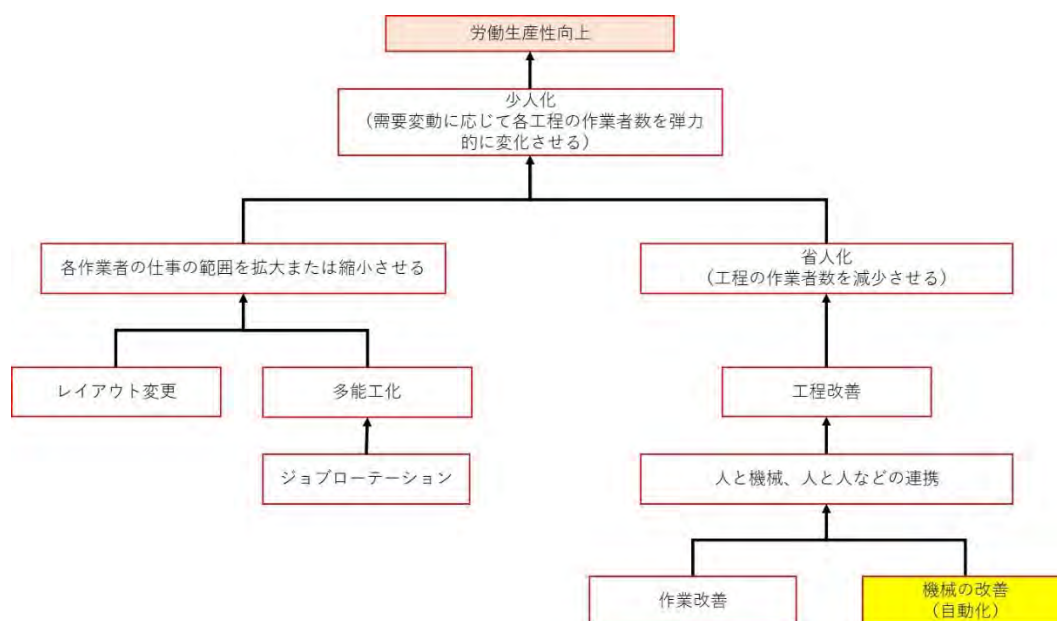 労働生産性向上
少人化
（需要変動に応じて各工程の作業者数を弾力
的に変化させる）
各作業者の仕事の範囲を拡大または縮小させる
省人化
（工程の作業者数を減少させる）
レイアウト変更
多能工化
工程改善
ジョブローテーション
人と機械、人と人などの連携
作業改善
機械の改善
（自動化）